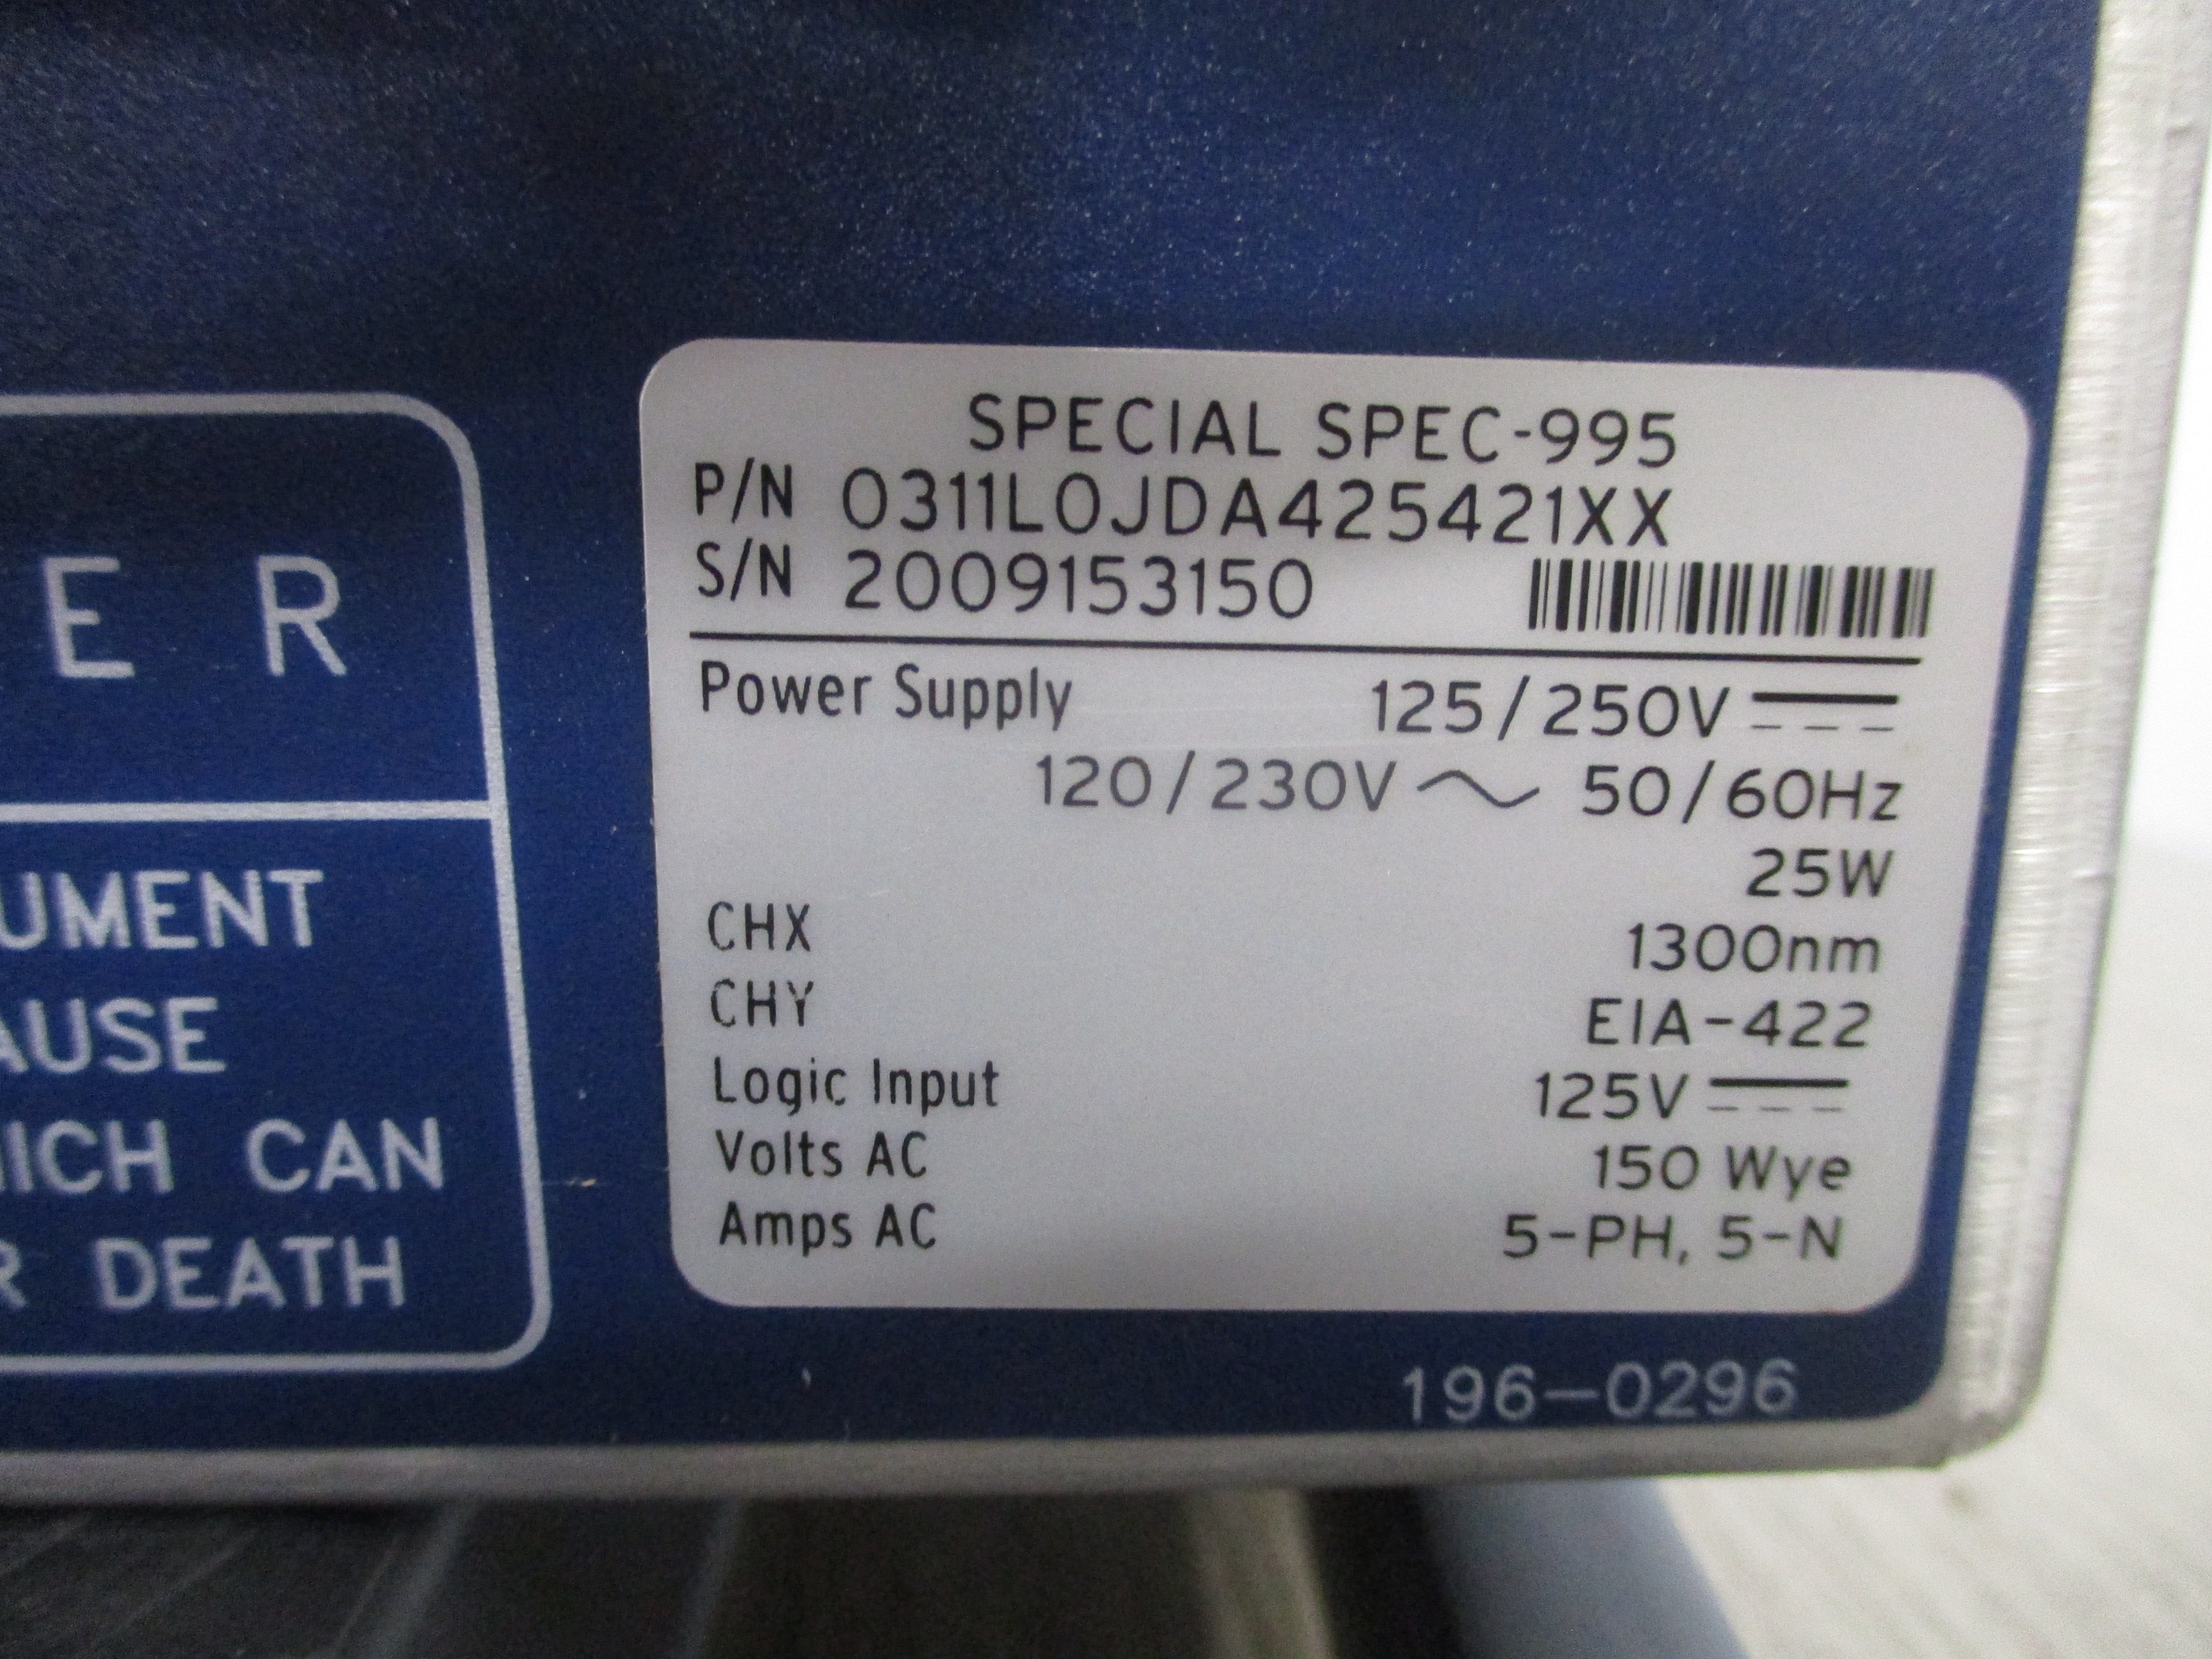 E R
UMENT
AUSE
HICH CAN
R DEATH
SPECIAL SPEC-995
P/N 0311L0JDA425421XX
S/N 2009153150
Power Supply 125/250V ⎓
120/230V ∼ 50/60Hz
25W
CHX 1300nm
CHY EIA-422
Logic Input 125V ⎓
Volts AC 150 Wye
Amps AC 5-PH, 5-N
196-0296